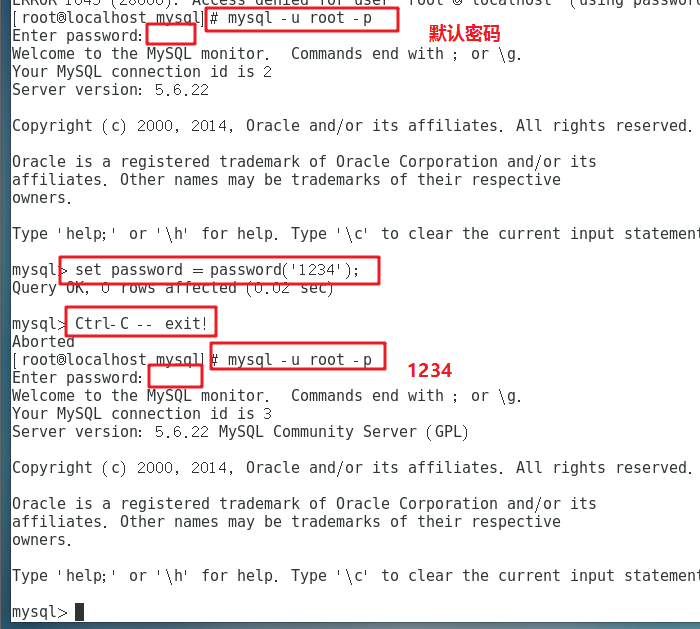 ERROR 1045 (28000): Access denied for user 'root'@'localhost' (using password
[root@localhost mysql]# mysql -u root -p
Enter password:
默认密码
Welcome to the MySQL monitor.  Commands end with ; or \g.
Your MySQL connection id is 2
Server version: 5.6.22
Copyright (c) 2000, 2014, Oracle and/or its affiliates. All rights reserved.
Oracle is a registered trademark of Oracle Corporation and/or its
affiliates. Other names may be trademarks of their respective
owners.
Type 'help;' or '\h' for help. Type '\c' to clear the current input statement
mysql> set password = password('1234');
Query OK, 0 rows affected (0.02 sec)
mysql> Ctrl-C -- exit!
Aborted
[root@localhost mysql]# mysql -u root -p
Enter password:
1234
Welcome to the MySQL monitor.  Commands end with ; or \g.
Your MySQL connection id is 3
Server version: 5.6.22 MySQL Community Server (GPL)
Copyright (c) 2000, 2014, Oracle and/or its affiliates. All rights reserved.
Oracle is a registered trademark of Oracle Corporation and/or its
affiliates. Other names may be trademarks of their respective
owners.
Type 'help;' or '\h' for help. Type '\c' to clear the current input statement
mysql>